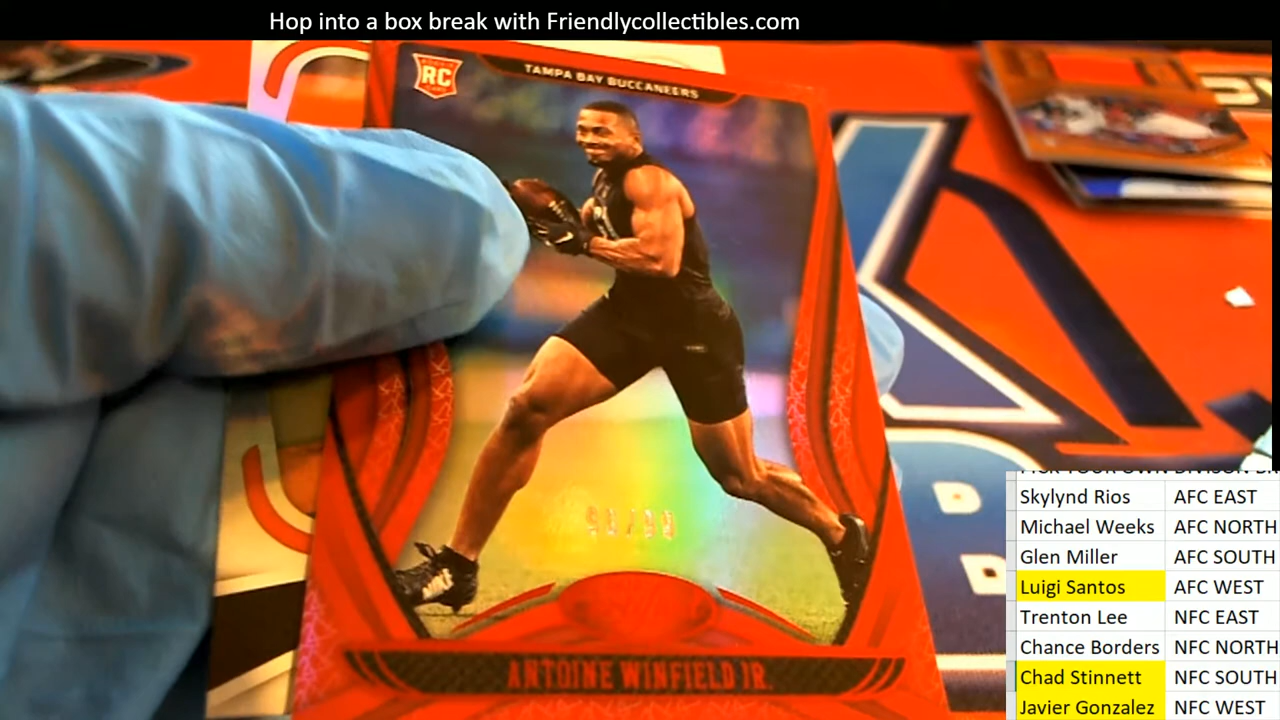 Hop into a box break with Friendlycollectibles.com
RC
TAMPA BAY BUCCANEERS
ANTOINE WINFIELD JR.
Skylynd Rios AFC EAST
Michael Weeks AFC NORTH
Glen Miller AFC SOUTH
Luigi Santos AFC WEST
Trenton Lee NFC EAST
Chance Borders NFC NORTH
Chad Stinnett NFC SOUTH
Javier Gonzalez NFC WEST